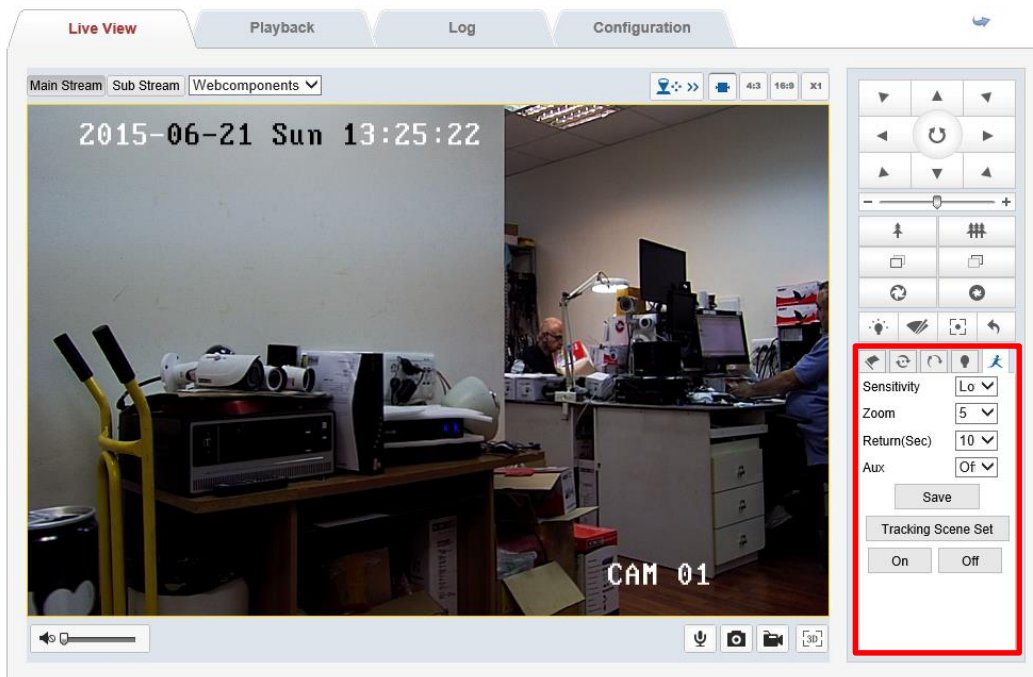 Live View Playback Log Configuration
Main Stream Sub Stream Webcomponents 4:3 16:9 X1
2015-06-21 Sun 13:25:22
CAM 01
3D
- +
Sensitivity Lo
Zoom 5
Return(Sec) 10
Aux Of
Save
Tracking Scene Set
On Off